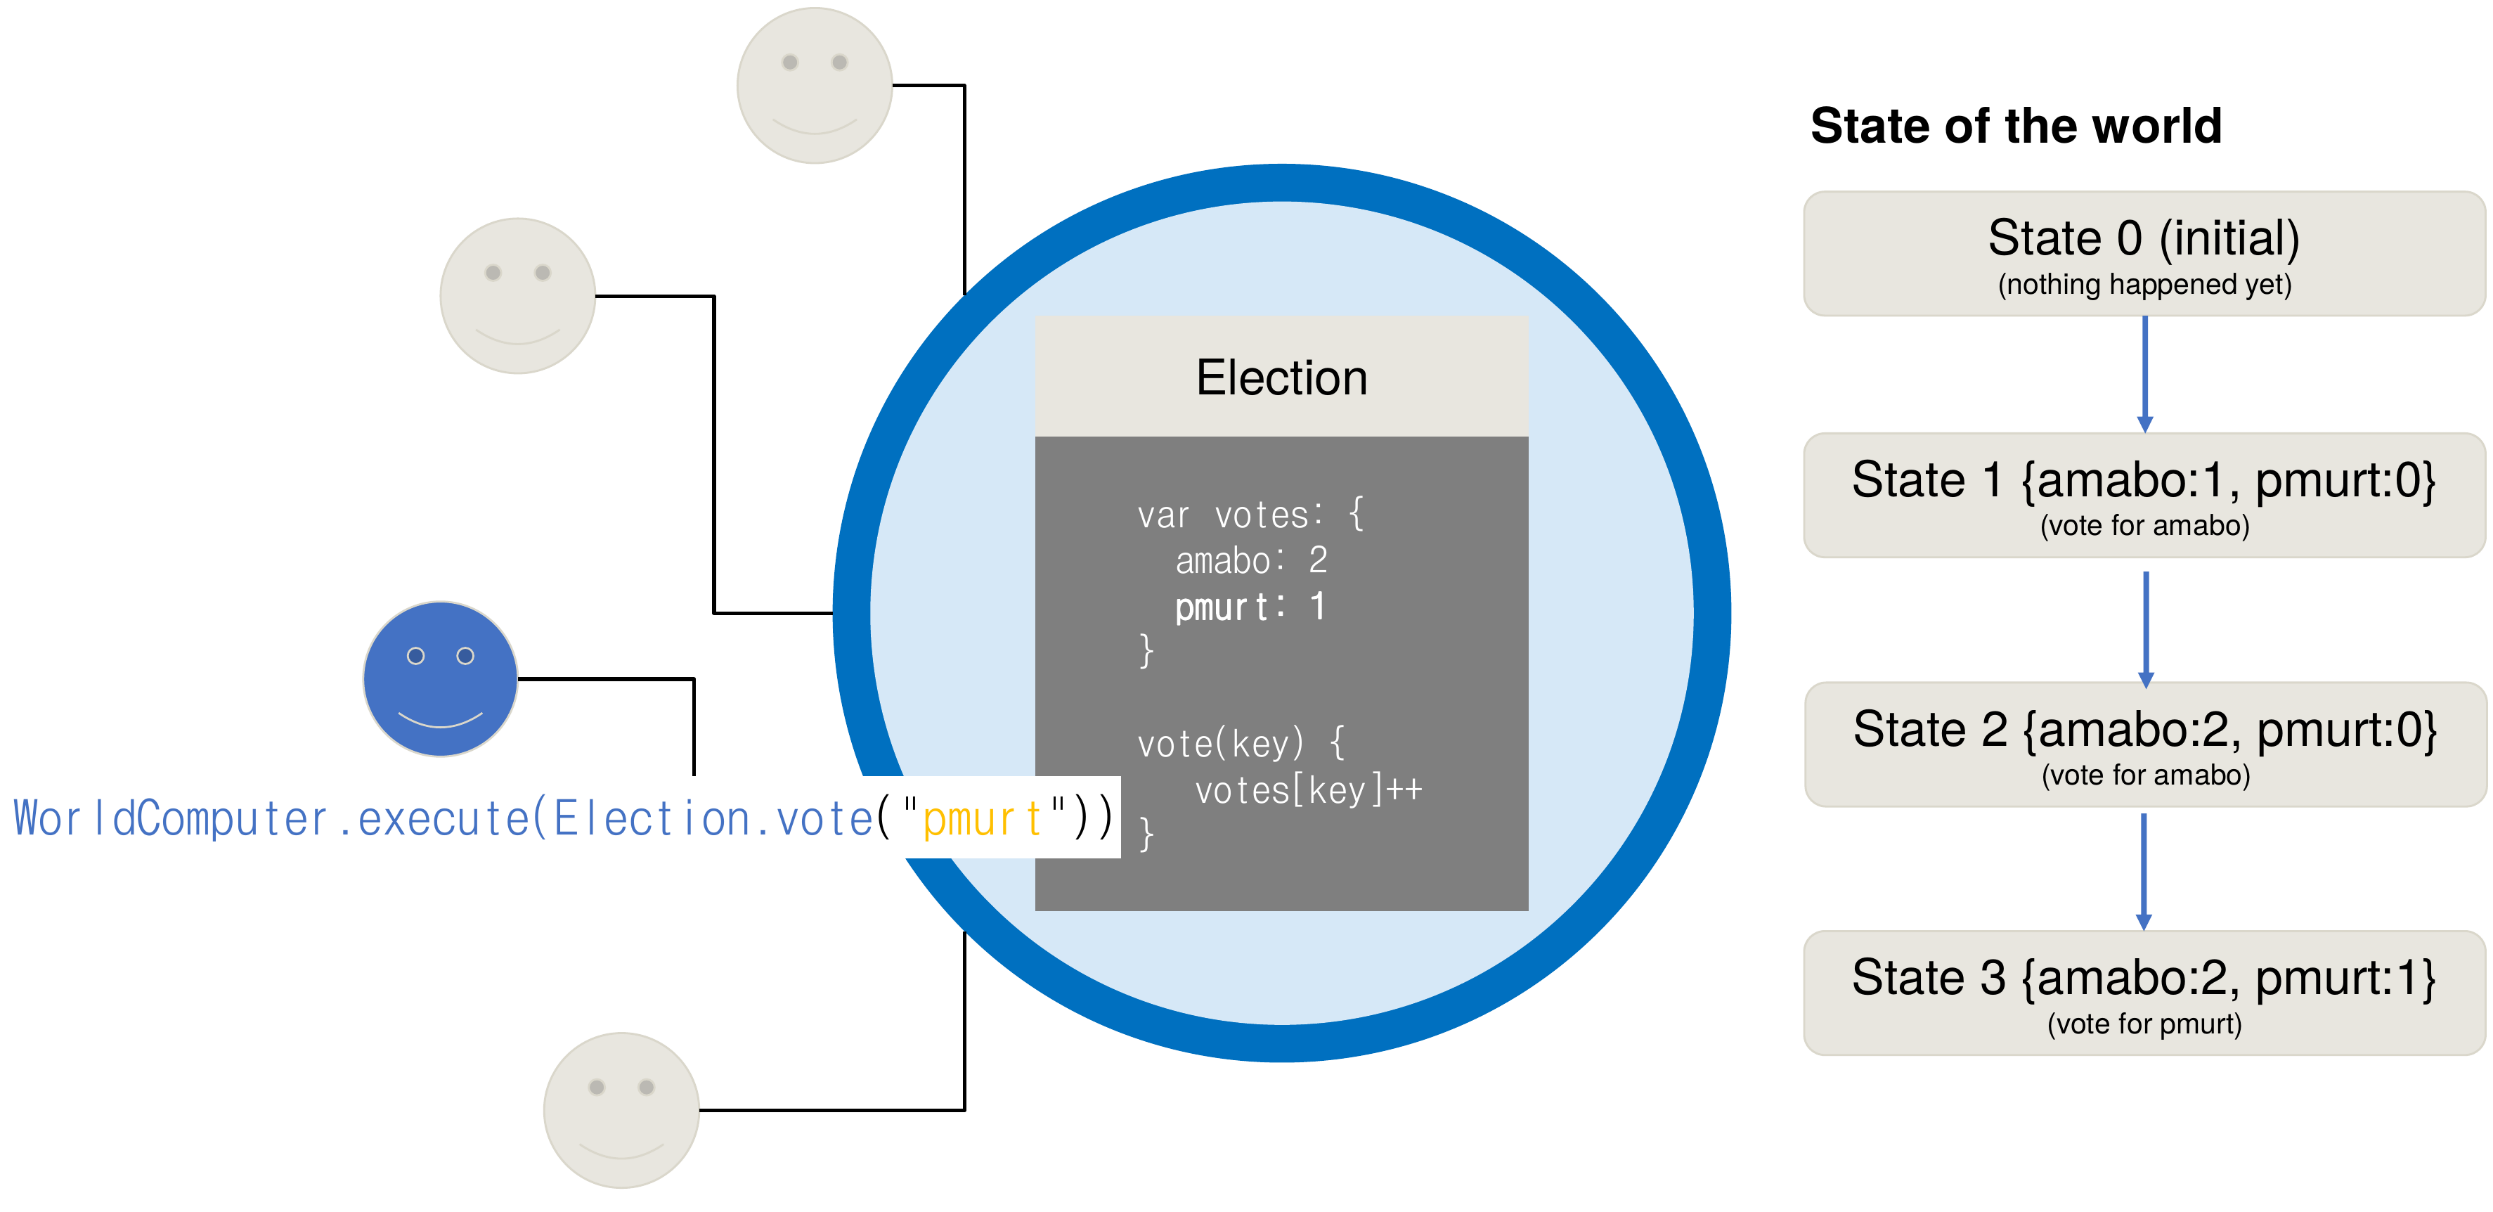 State of the world
State 0 (initial)
(nothing happened yet)
Election
State 1 {amabo:1, pmurt:0}
(vote for amabo)
var votes: {
amabo: 2
pmurt: 1
}
State 2 {amabo:2, pmurt:0}
(vote for amabo)
vote(key) {
votes[key]++
}
WorldComputer.execute(Election.vote("pmurt"))
State 3 {amabo:2, pmurt:1}
(vote for pmurt)